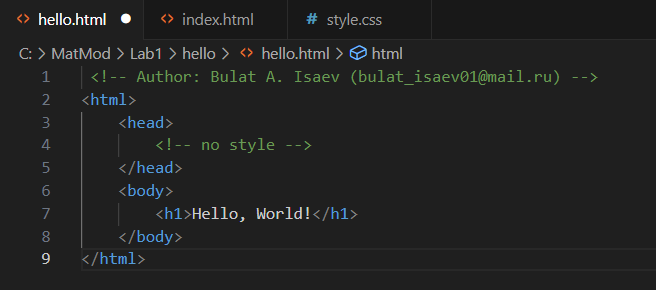 hello.html index.html style.css
C: > MatMod > Lab1 > hello > hello.html > html
1 <!-- Author: Bulat A. Isaev (bulat_isaev01@mail.ru) -->
2 <html>
3 <head>
4 <!-- no style -->
5 </head>
6 <body>
7 <h1>Hello, World!</h1>
8 </body>
9 </html>